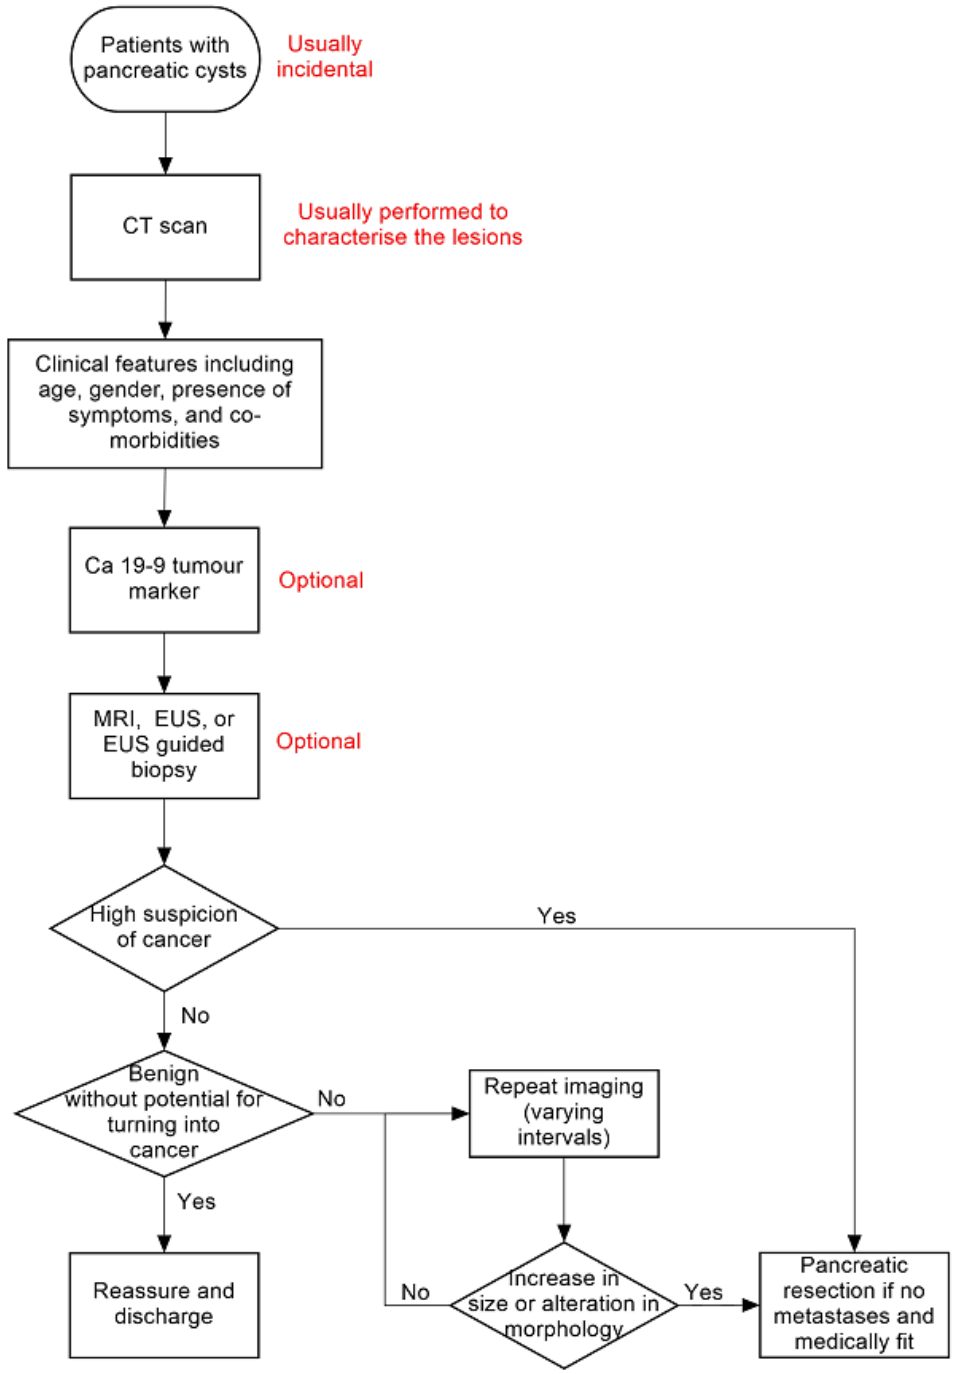 Patients with
pancreatic cysts
Usually
incidental
CT scan
Usually performed to
characterise the lesions
Clinical features including
age, gender, presence of
symptoms, and co-
morbidities
Ca 19-9 tumour
marker
Optional
MRI, EUS, or
EUS guided
biopsy
Optional
High suspicion
of cancer
Yes
No
Benign
without potential for
turning into
cancer
No
Repeat imaging
(varying
intervals)
Yes
Reassure and
discharge
No
Increase in
size or alteration in
morphology
Yes
Pancreatic
resection if no
metastases and
medically fit